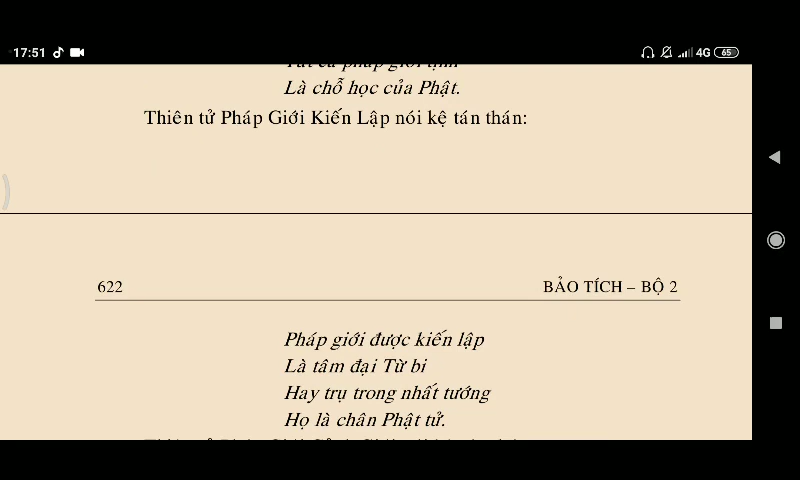 17:51
4G 65
Là chỗ học của Phật.
Thiên tử Pháp Giới Kiến Lập nói kệ tán thán:
622
BẢO TÍCH – BỘ 2
Pháp giới được kiến lập
Là tâm đại Từ bi
Hay trụ trong nhất tướng
Họ là chân Phật tử.